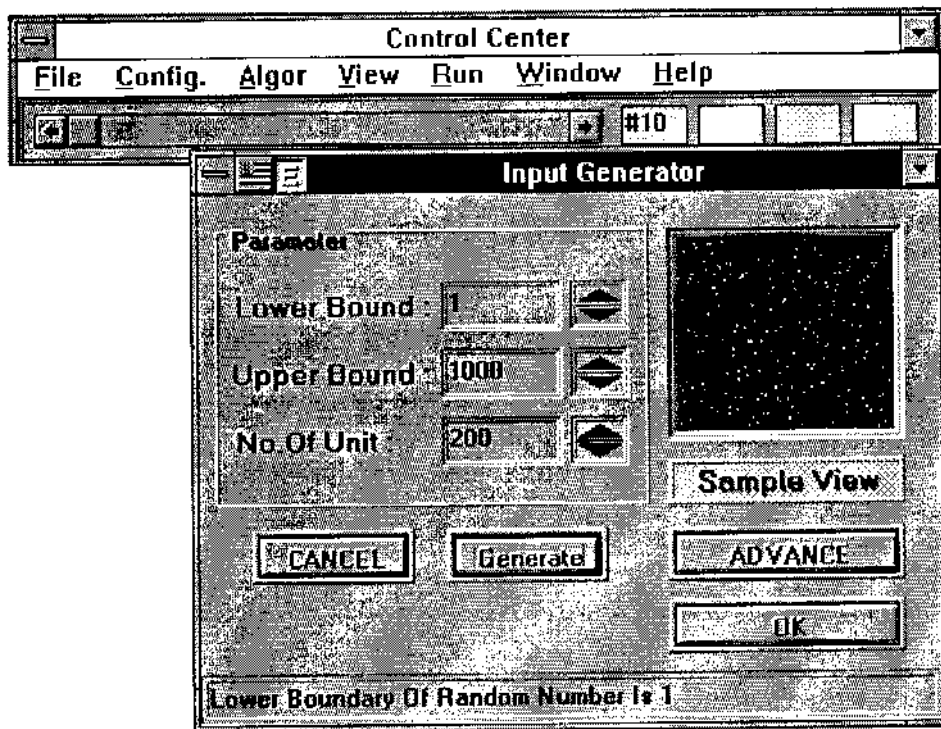 Control Center
File Config. Algor View Run Window Help
#10
Input Generator
Parameter
Lower Bound : 1
Upper Bound : 1000
No.Of Unit : 200
Sample View
CANCEL Generate ADVANCE
OK
Lower Boundary Of Random Number Is 1